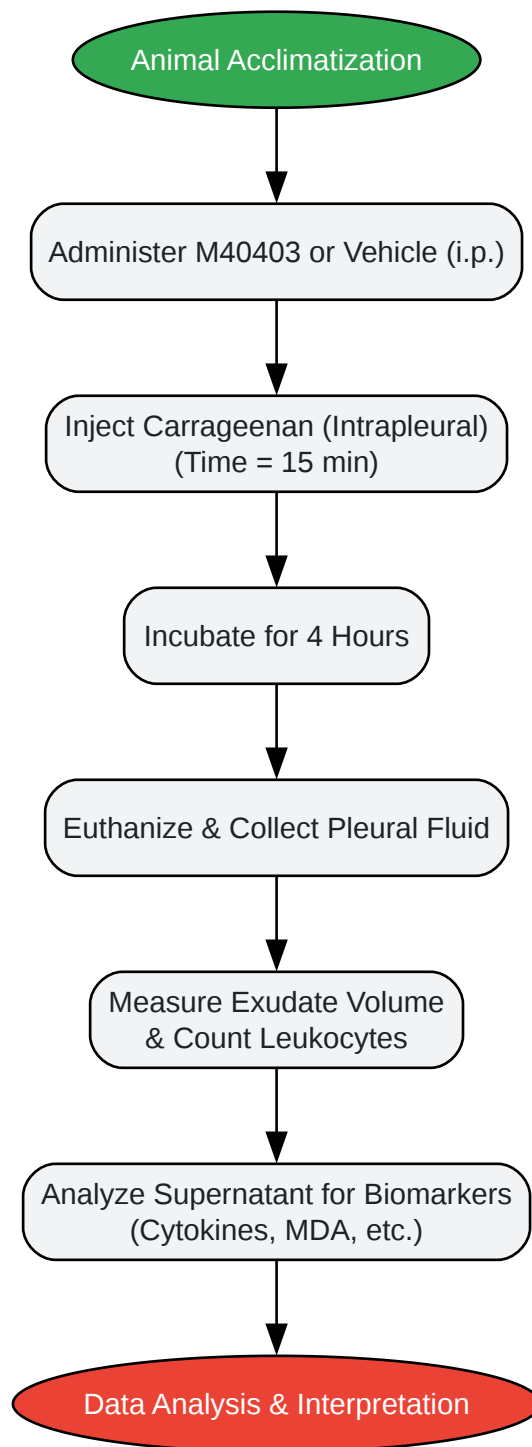 Animal Acclimatization
Administer M40403 or Vehicle (i.p.)
Inject Carrageenan (Intrapleural)
(Time = 15 min)
Incubate for 4 Hours
Euthanize & Collect Pleural Fluid
Measure Exudate Volume
& Count Leukocytes
Analyze Supernatant for Biomarkers
(Cytokines, MDA, etc.)
Data Analysis & Interpretation